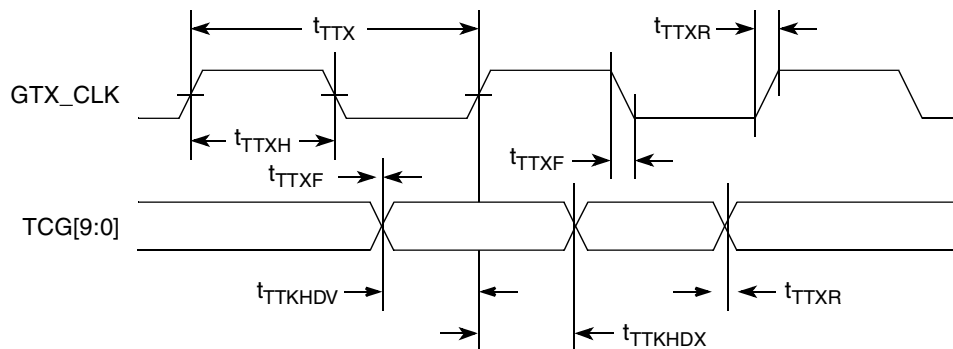 tTTX
tTTXR
GTX_CLK
tTTXH
tTTXF
tTTXF
TCG[9:0]
tTTKHDV
tTTXR
tTTKHDX